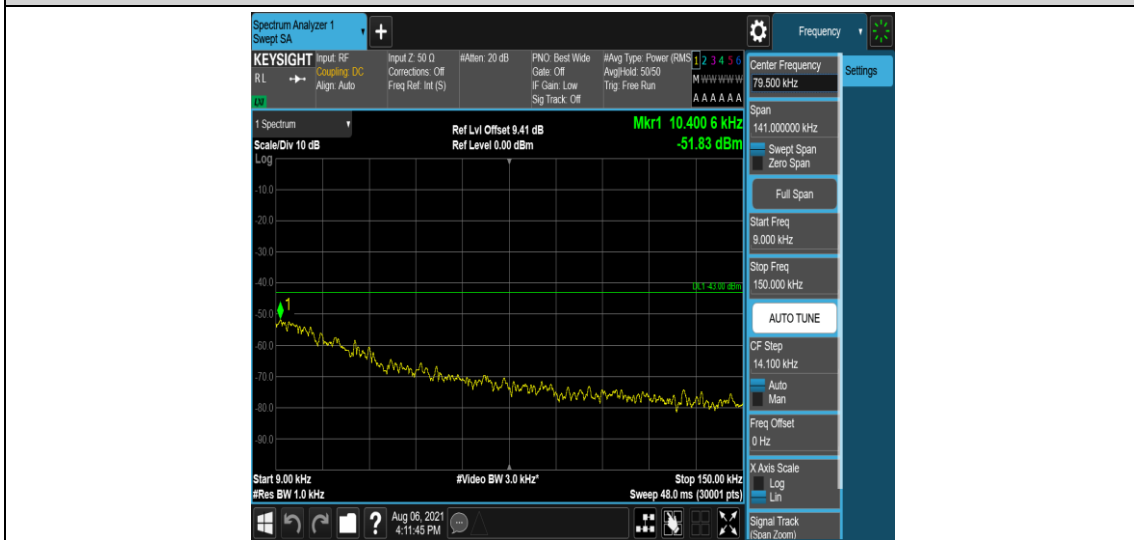 Spectrum Analyzer 1
Swept SA
Frequency
KEYSIGHT
RL
LXI
Input: RF
Coupling: DC
Align: Auto
Input Z: 50 Ω
Corrections: Off
Freq Ref: Int (S)
#Atten: 20 dB
PNO: Best Wide
Gate: Off
IF Gain: Low
Sig Track: Off
#Avg Type: Power (RMS
Avg|Hold: 50/50
Trig: Free Run
1 2 3 4 5 6
M W W W W W
A A A A A A
1 Spectrum
Scale/Div 10 dB
Ref Lvl Offset 9.41 dB
Ref Level 0.00 dBm
Mkr1 10.400 6 kHz
-51.83 dBm
Log
-10.0
-20.0
-30.0
-40.0
DL1 -43.00 dBm
-50.0
1
-60.0
-70.0
-80.0
-90.0
Start 9.00 kHz
#Video BW 3.0 kHz*
Stop 150.00 kHz
#Res BW 1.0 kHz
Sweep 48.0 ms (30001 pts)
?
Aug 06, 2021
4:11:45 PM
Center Frequency
79.500 kHz
Settings
Span
141.000000 kHz
Swept Span
Zero Span
Full Span
Start Freq
9.000 kHz
Stop Freq
150.000 kHz
AUTO TUNE
CF Step
14.100 kHz
Auto
Man
Freq Offset
0 Hz
X Axis Scale
Log
Lin
Signal Track
(Span Zoom)